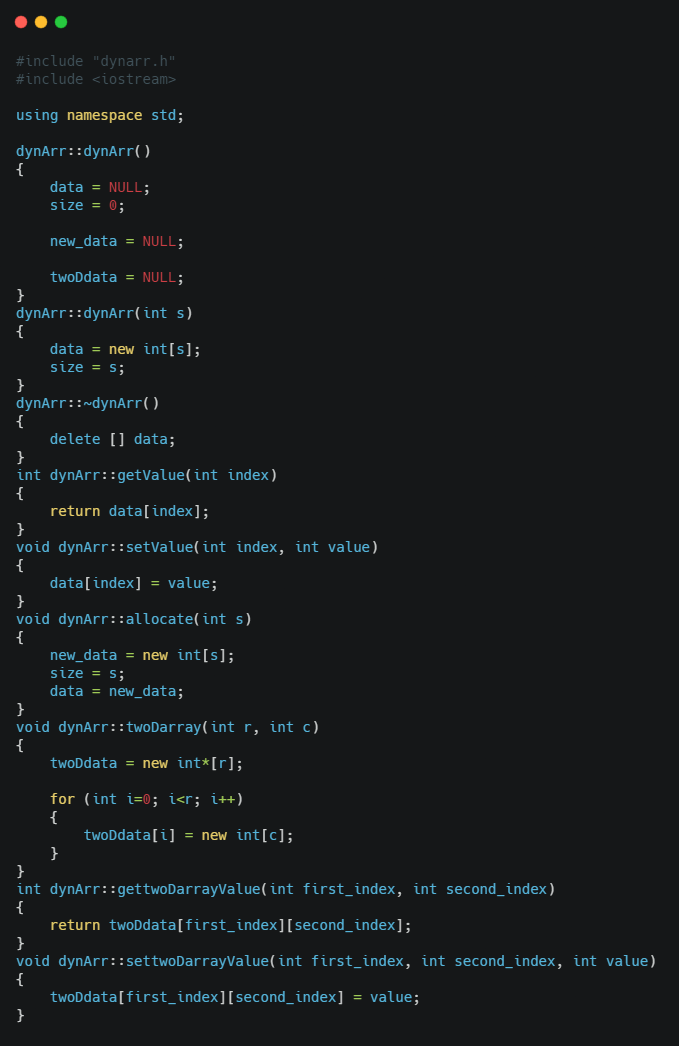 #include "dynarr.h"
#include <iostream>

using namespace std;

dynArr::dynArr()
{
    data = NULL;
    size = 0;

    new_data = NULL;

    twoDdata = NULL;
}
dynArr::dynArr(int s)
{
    data = new int[s];
    size = s;
}
dynArr::~dynArr()
{
    delete [] data;
}
int dynArr::getValue(int index)
{
    return data[index];
}
void dynArr::setValue(int index, int value)
{
    data[index] = value;
}
void dynArr::allocate(int s)
{
    new_data = new int[s];
    size = s;
    data = new_data;
}
void dynArr::twoDarray(int r, int c)
{
    twoDdata = new int*[r];

    for (int i=0; i<r; i++)
    {
        twoDdata[i] = new int[c];
    }
}
int dynArr::gettwoDarrayValue(int first_index, int second_index)
{
    return twoDdata[first_index][second_index];
}
void dynArr::settwoDarrayValue(int first_index, int second_index, int value)
{
    twoDdata[first_index][second_index] = value;
}